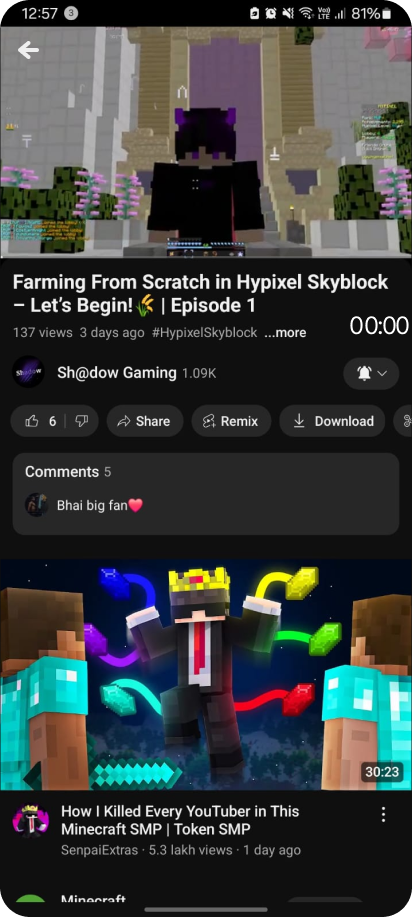 12:57 3 Vo)) LTE 81%
Farming From Scratch in Hypixel Skyblock
– Let's Begin!🌾 | Episode 1
137 views 3 days ago #HypixelSkyblock ...more
00:00
Sh@dow Gaming 1.09K
6 Share Remix Download
Comments 5
Bhai big fan❤️
30:23
How I Killed Every YouTuber in This
Minecraft SMP | Token SMP
SenpaiExtras · 5.3 lakh views · 1 day ago
Minecraft